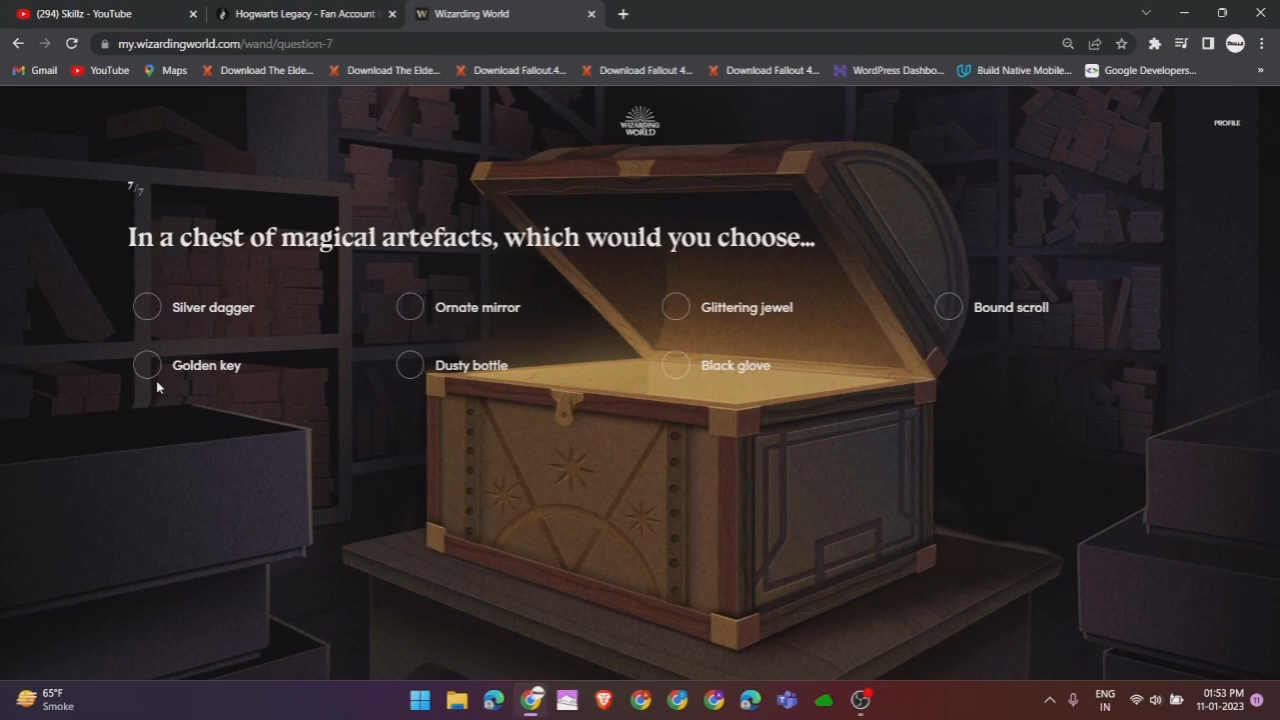 (294) Skillz - YouTube
Hogwarts Legacy - Fan Account
Wizarding World
my.wizardingworld.com/wand/question-7
Gmail
YouTube
Maps
Download The Elde...
Download The Elde...
Download Fallout.4...
Download Fallout 4...
Download Fallout 4...
WordPress Dashbo...
Build Native Mobile...
Google Developers...
»
WIZARDING
WORLD
PROFILE
7/7
In a chest of magical artefacts, which would you choose...
Silver dagger
Ornate mirror
Glittering jewel
Bound scroll
Golden key
Dusty bottle
Black glove
65°F
Smoke
ENG
IN
01:53 PM
11-01-2023
11